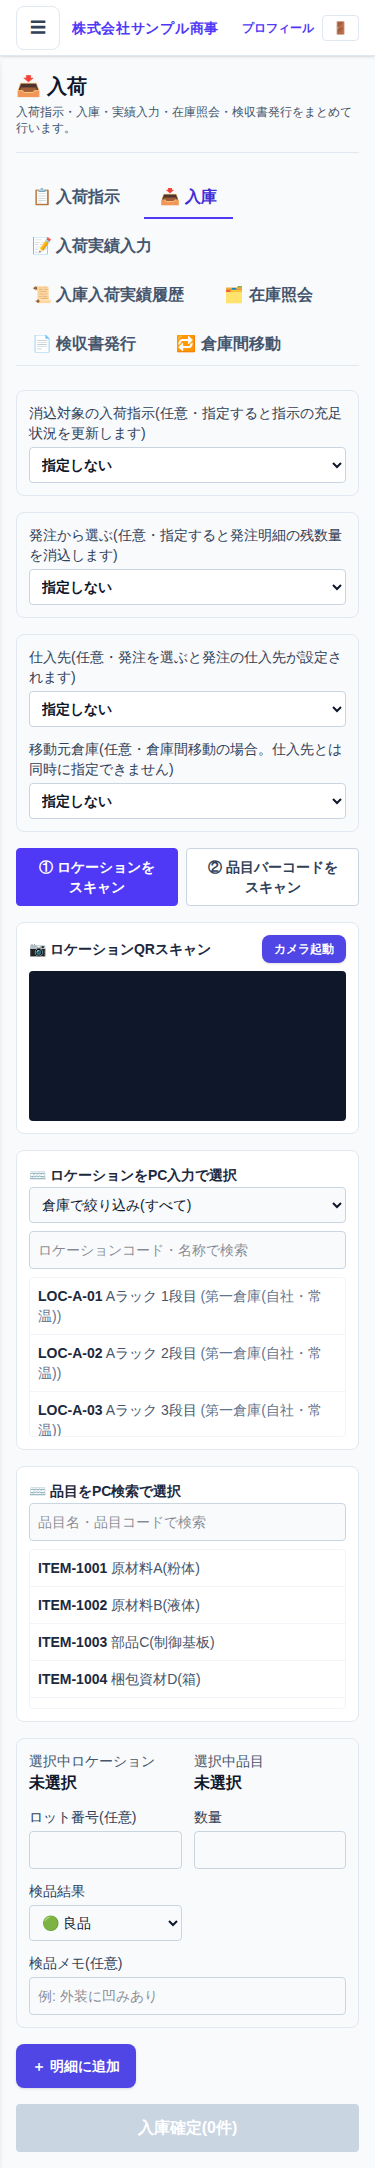 ☰ 株式会社サンプル商事 プロフィール 🚪
📥 入荷
入荷指示・入庫・実績入力・在庫照会・検収書発行をまとめて
行います。
📋 入荷指示 📥 入庫
📝 入荷実績入力
📜 入庫入荷実績履歴 🗂️ 在庫照会
📄 検収書発行 🔁 倉庫間移動
消込対象の入荷指示(任意・指定すると指示の充足
状況を更新します)
指定しない
発注から選ぶ(任意・指定すると発注明細の残数量
を消込します)
指定しない
仕入先(任意・発注を選ぶと発注の仕入先が設定さ
れます)
指定しない
移動元倉庫(任意・倉庫間移動の場合。仕入先とは
同時に指定できません)
指定しない
① ロケーションを
スキャン
② 品目バーコードを
スキャン
📷 ロケーションQRスキャン カメラ起動
⌨️ ロケーションをPC入力で選択
倉庫で絞り込み(すべて)
ロケーションコード・名称で検索
LOC-A-01 Aラック 1段目 (第一倉庫(自社・常
温))
LOC-A-02 Aラック 2段目 (第一倉庫(自社・常
温))
LOC-A-03 Aラック 3段目 (第一倉庫(自社・常
温))
⌨️ 品目をPC検索で選択
品目名・品目コードで検索
ITEM-1001 原材料A(粉体)
ITEM-1002 原材料B(液体)
ITEM-1003 部品C(制御基板)
ITEM-1004 梱包資材D(箱)
選択中ロケーション 選択中品目
未選択 未選択
ロット番号(任意) 数量
検品結果
🟢 良品
検品メモ(任意)
例: 外装に凹みあり
＋ 明細に追加
入庫確定(0件)